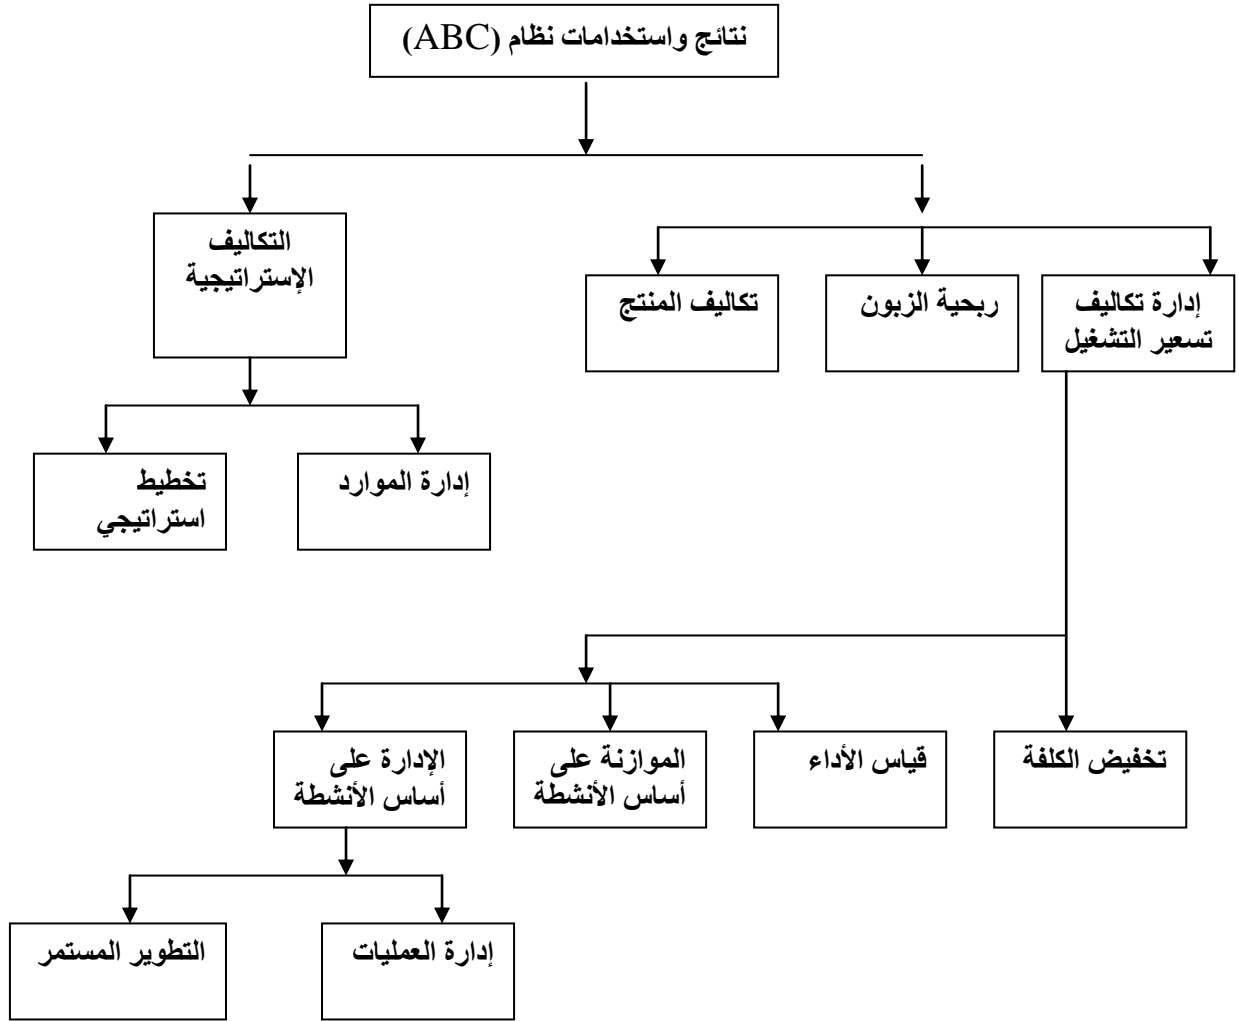 نتائج واستخدامات نظام (ABC)
إدارة تكاليف
تسعير التشغيل
ربحية الزبون
تكاليف المنتج
التكاليف
الإستراتيجية
إدارة الموارد
تخطيط
استراتيجي
تخفيض الكلفة
قياس الأداء
الموازنة على
أساس الأنشطة
الإدارة على
أساس الأنشطة
إدارة العمليات
التطوير المستمر